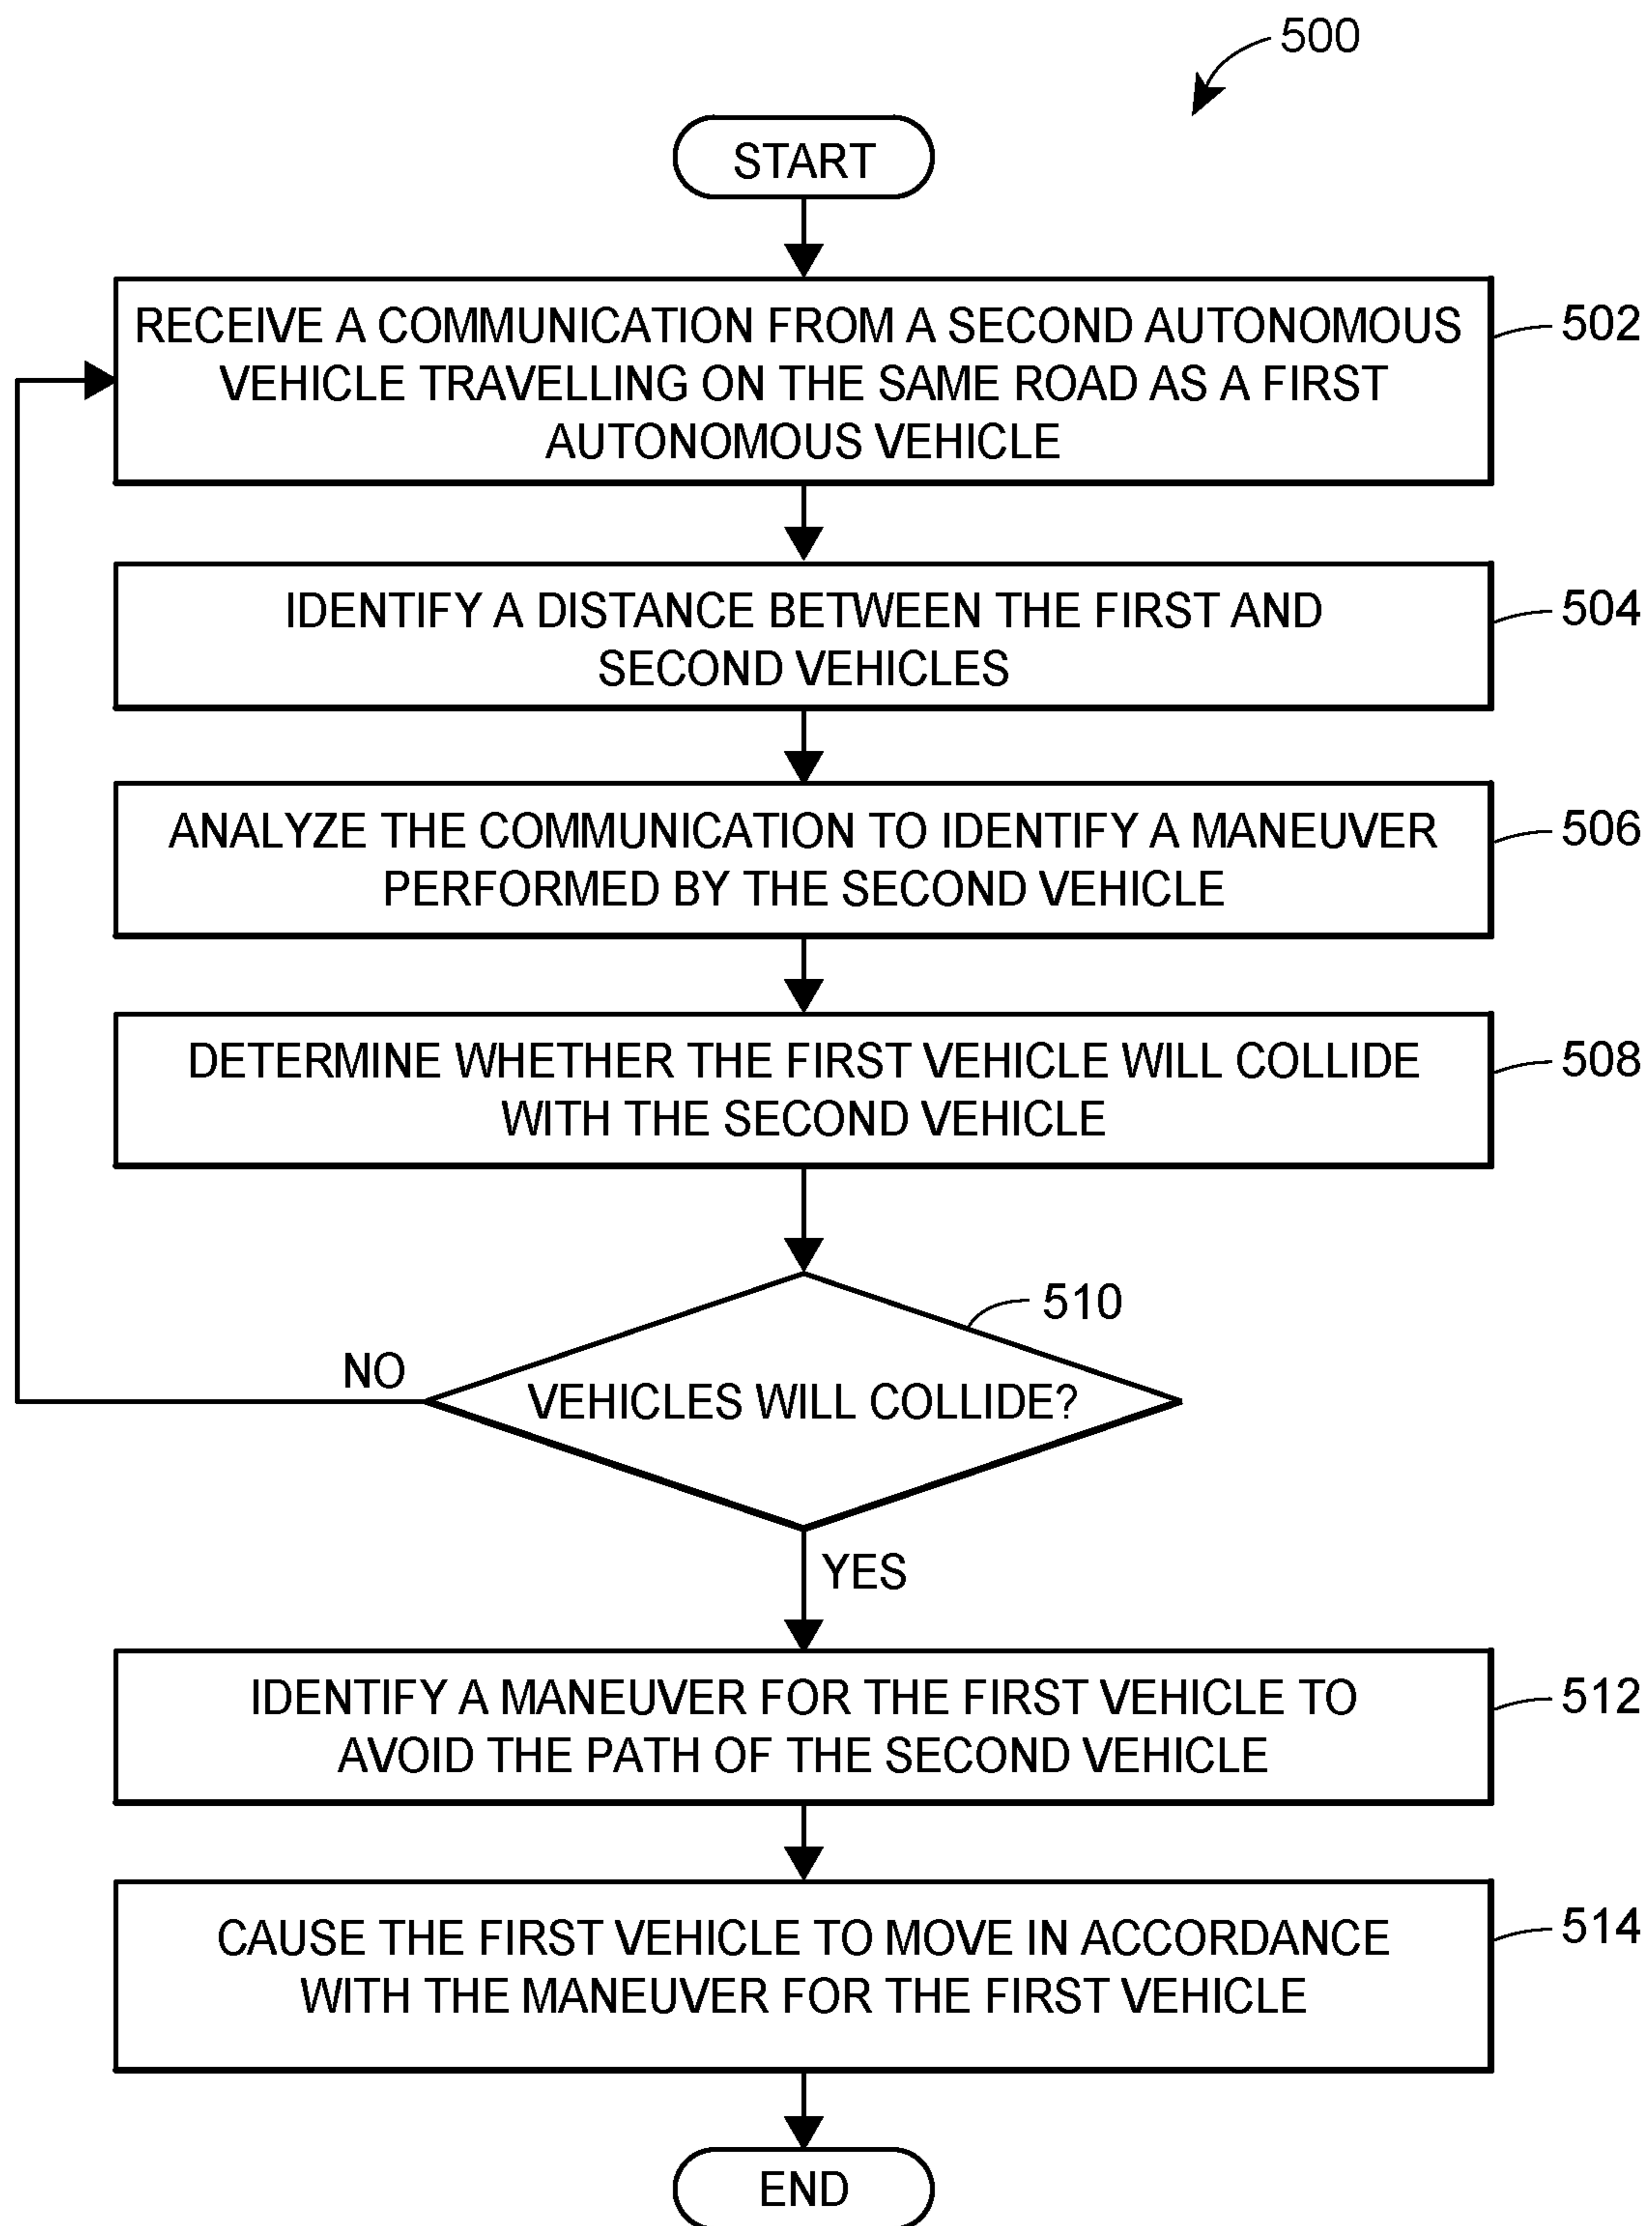 500
START
RECEIVE A COMMUNICATION FROM A SECOND AUTONOMOUS
VEHICLE TRAVELLING ON THE SAME ROAD AS A FIRST
AUTONOMOUS VEHICLE
502
IDENTIFY A DISTANCE BETWEEN THE FIRST AND
SECOND VEHICLES
504
ANALYZE THE COMMUNICATION TO IDENTIFY A MANEUVER
PERFORMED BY THE SECOND VEHICLE
506
DETERMINE WHETHER THE FIRST VEHICLE WILL COLLIDE
WITH THE SECOND VEHICLE
508
510
NO
VEHICLES WILL COLLIDE?
YES
IDENTIFY A MANEUVER FOR THE FIRST VEHICLE TO
AVOID THE PATH OF THE SECOND VEHICLE
512
CAUSE THE FIRST VEHICLE TO MOVE IN ACCORDANCE
WITH THE MANEUVER FOR THE FIRST VEHICLE
514
END